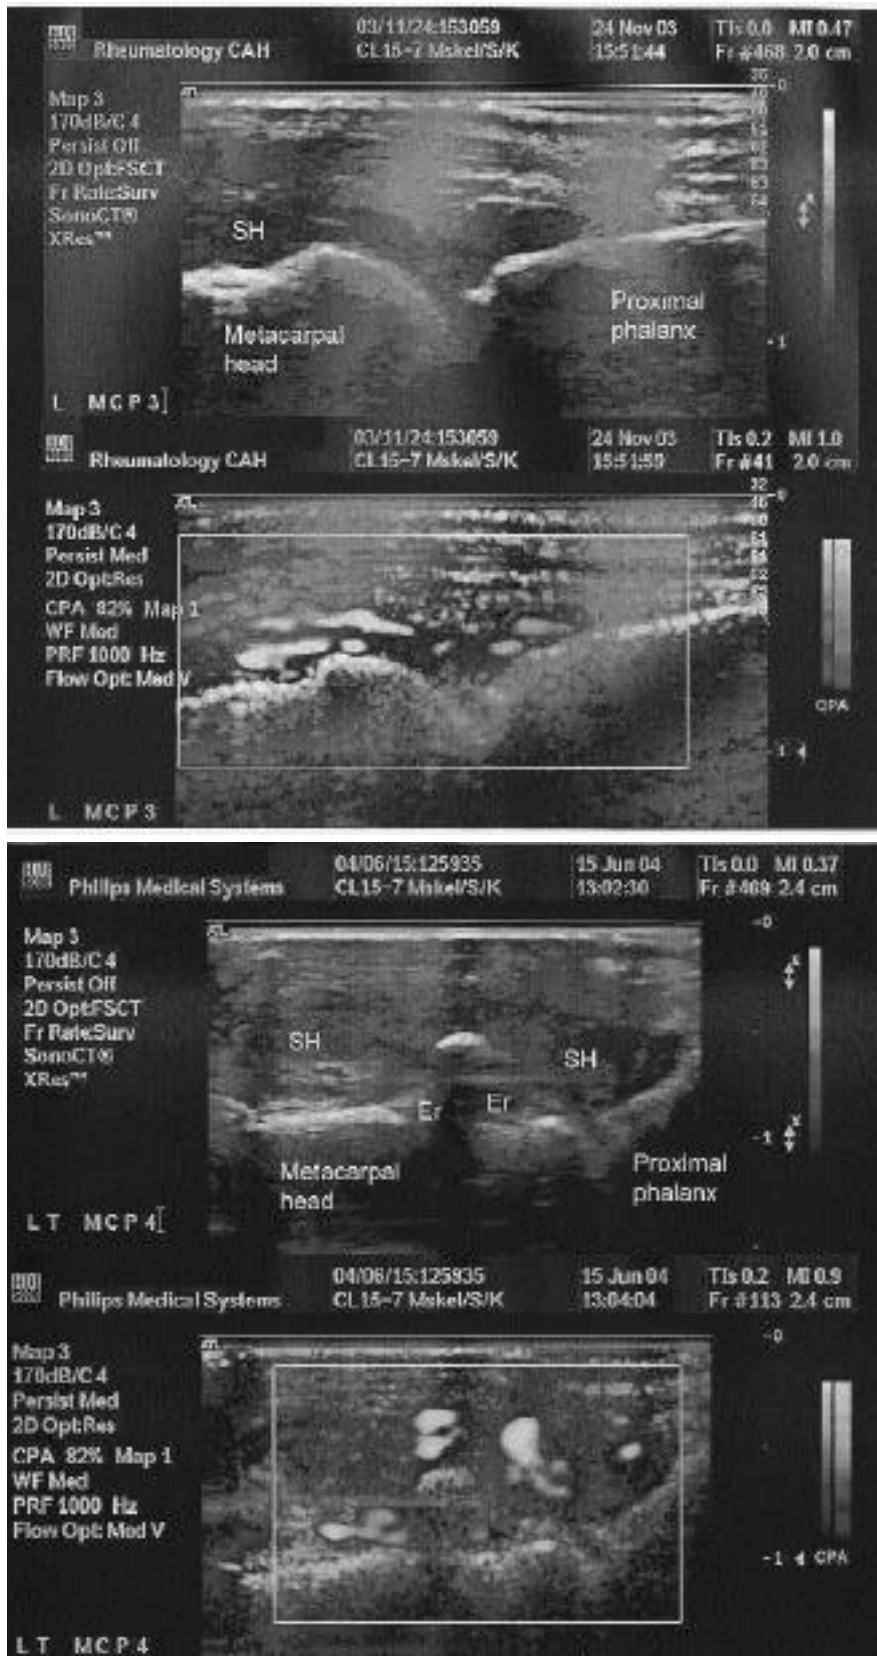 03/11/24:153059 24 Nov 03 TIs 0.0 MI 0.47
Rheumatology CAH CL15-7 Mskel/S/K 15:51:44 Fr #468 2.0 cm
Map 3
170dB/C 4
Persist Off
2D Opt:FSCT
Fr Rate:Surv
SonoCT®
XRes™
0
SH
Metacarpal
head
Proximal
phalanx
-1
L MCP 3
03/11/24:153059 24 Nov 03 TIs 0.2 MI 1.0
Rheumatology CAH CL15-7 Mskel/S/K 15:51:59 Fr #41 2.0 cm
Map 3
170dB/C 4
Persist Med
2D Opt:Res
CPA 82% Map 1
WF Med
PRF 1000 Hz
Flow Opt: Med V
0
CPA
-1
L MCP 3
04/06/15:125935 15 Jun 04 TIs 0.0 MI 0.37
Philips Medical Systems CL15-7 Mskel/S/K 13:02:30 Fr #469 2.4 cm
Map 3
170dB/C 4
Persist Off
2D Opt:FSCT
Fr Rate:Surv
SonoCT®
XRes™
-0
SH
SH
Er
Er
-1
Metacarpal
head
Proximal
phalanx
LT MCP 4
04/06/15:125935 15 Jun 04 TIs 0.2 MI 0.9
Philips Medical Systems CL15-7 Mskel/S/K 13:04:04 Fr #113 2.4 cm
Map 3
170dB/C 4
Persist Med
2D Opt:Res
CPA 82% Map 1
WF Med
PRF 1000 Hz
Flow Opt: Med V
-0
-1 CPA
LT MCP 4